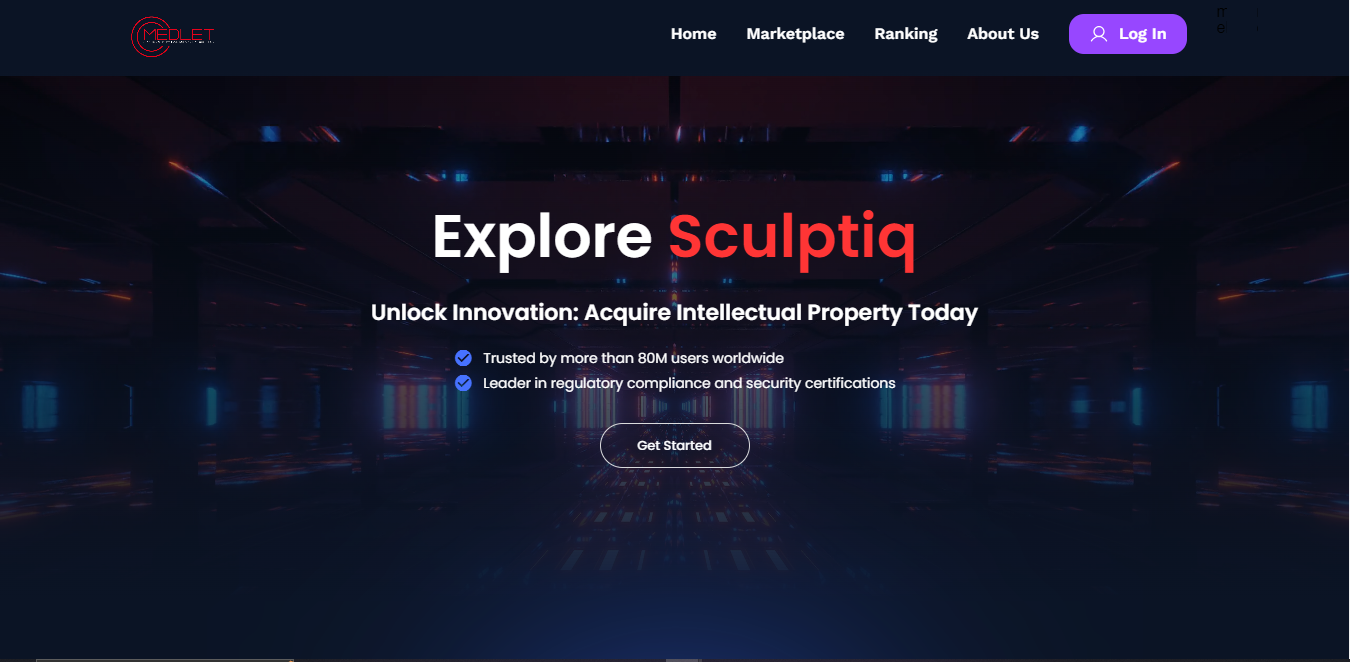 MEDLET
Home
Marketplace
Ranking
About Us
Log In
Explore Sculptiq
Unlock Innovation: Acquire Intellectual Property Today
Trusted by more than 80M users worldwide
Leader in regulatory compliance and security certifications
Get Started